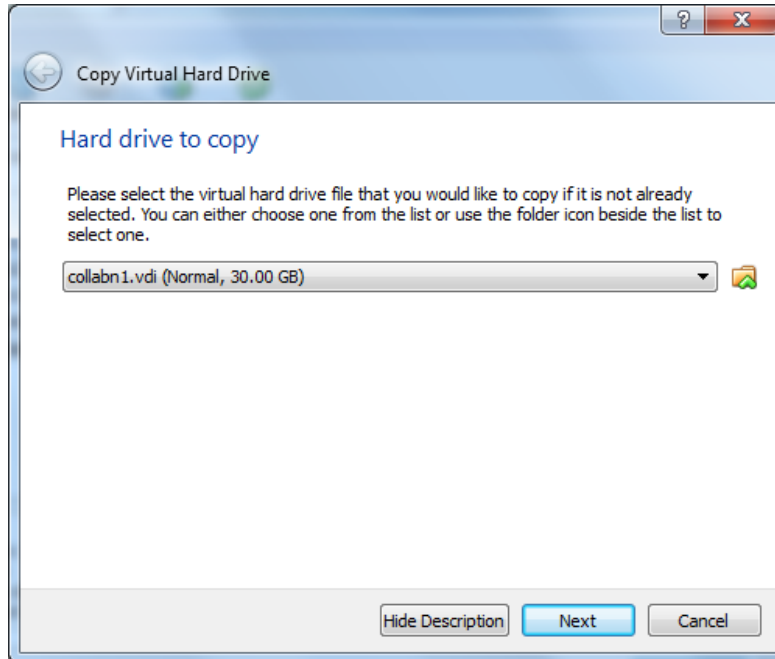 ?
X
Copy Virtual Hard Drive
Hard drive to copy
Please select the virtual hard drive file that you would like to copy if it is not already
selected. You can either choose one from the list or use the folder icon beside the list to
select one.
collabn1.vdi (Normal, 30.00 GB)
Hide Description
Next
Cancel